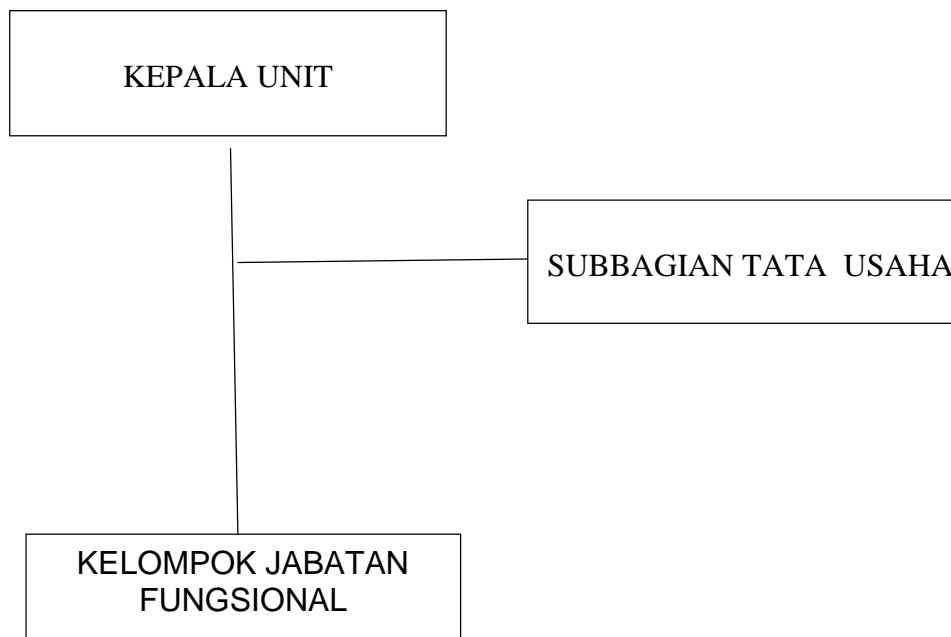 KEPALA UNIT
SUBBAGIAN TATA  USAHA
KELOMPOK JABATAN
FUNGSIONAL